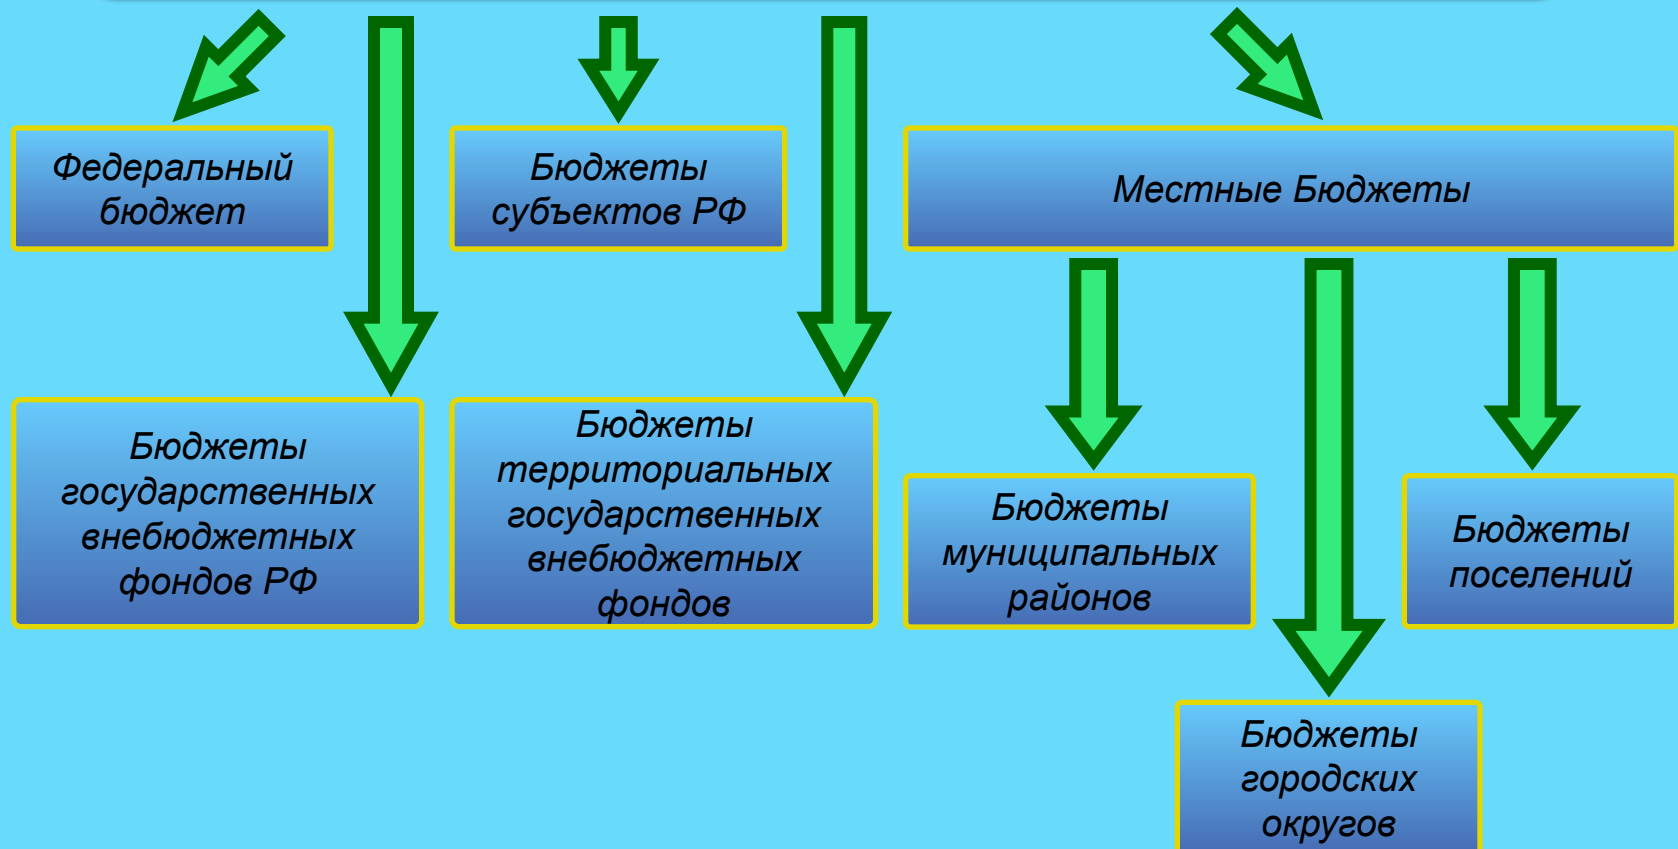 Федеральный
бюджет
Бюджеты
субъектов РФ
Местные Бюджеты
Бюджеты
государственных
внебюджетных
фондов РФ
Бюджеты
территориальных
государственных
внебюджетных
фондов
Бюджеты
муниципальных
районов
Бюджеты
поселений
Бюджеты
городских
округов